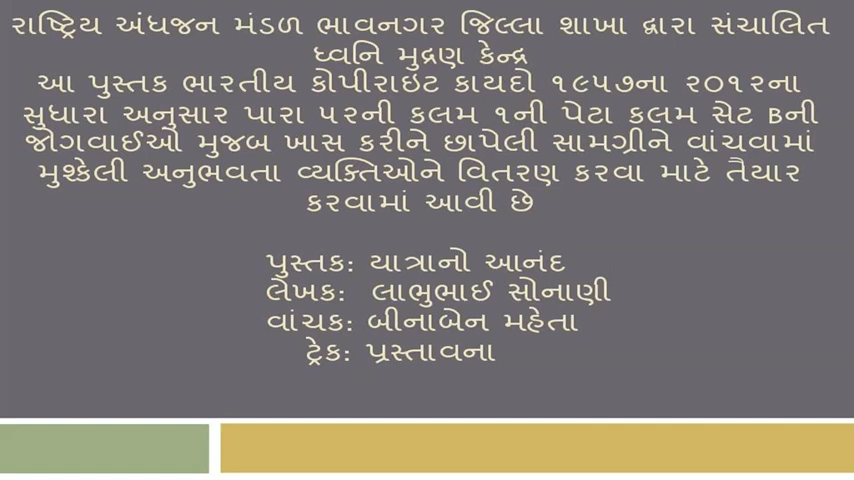 રાષ્ટ્રિય અંધજન મંડળ ભાવનગર જિલ્લા શાખા દ્વારા સંચાલિત
ધ્વનિ મુદ્રણ કેન્દ્ર
આ પુસ્તક ભારતીય કોપીરાઇટ કાયદો ૧૯૫૭ના ૨૦૧૨ના
સુધારા અનુસાર પારા ૫૨ની કલમ ૧ની પેટા કલમ સેટ Bની
જોગવાઈઓ મુજબ ખાસ કરીને છાપેલી સામગ્રીને વાંચવામાં
મુશ્કેલી અનુભવતા વ્યક્તિઓને વિતરણ કરવા માટે તૈયાર
કરવામાં આવી છે
પુસ્તક: યાત્રાનો આનંદ
લેખક: લાભુભાઈ સોનાણી
વાંચક: બીનાબેન મહેતા
ટ્રેક: પ્રસ્તાવના